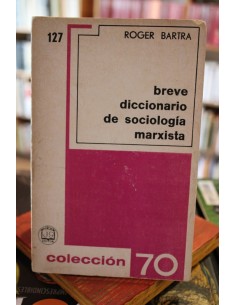 127
ROGER BARTRA
breve
diccionario
de sociología
marxista
colección 70